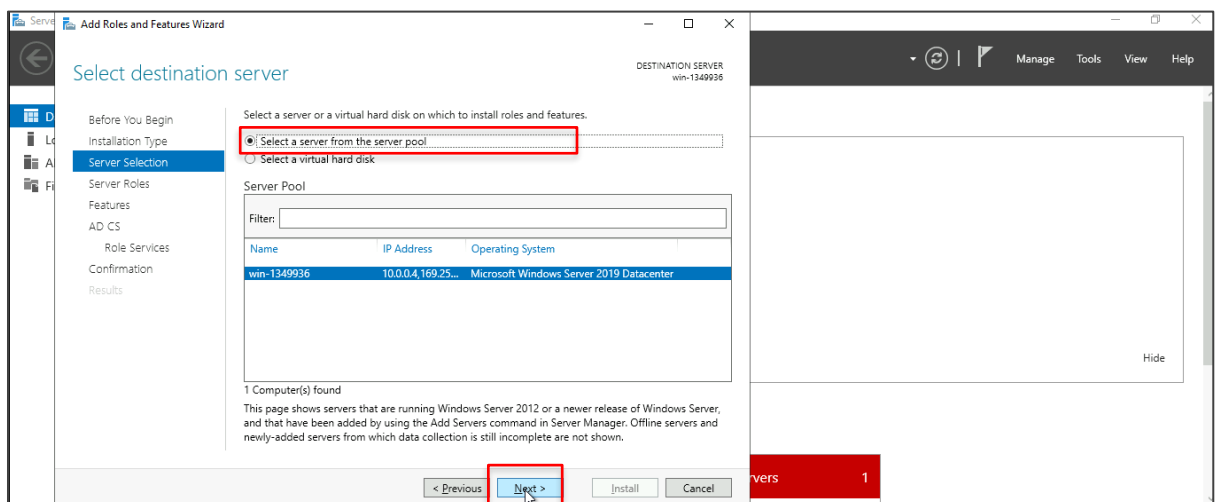 Serve
Add Roles and Features Wizard
Manage Tools View Help
Select destination server
DESTINATION SERVER
win-1349936
Before You Begin
Installation Type
Server Selection
Server Roles
Features
AD CS
Role Services
Confirmation
Results
Select a server or a virtual hard disk on which to install roles and features.
Select a server from the server pool
Select a virtual hard disk
Server Pool
Filter:
Name IP Address Operating System
win-1349936 10.0.0.4,169.25... Microsoft Windows Server 2019 Datacenter
1 Computer(s) found
This page shows servers that are running Windows Server 2012 or a newer release of Windows Server,
and that have been added by using the Add Servers command in Server Manager. Offline servers and
newly-added servers from which data collection is still incomplete are not shown.
< Previous Next > Install Cancel
D
Lo
Al
Fi
Hide
rvers 1